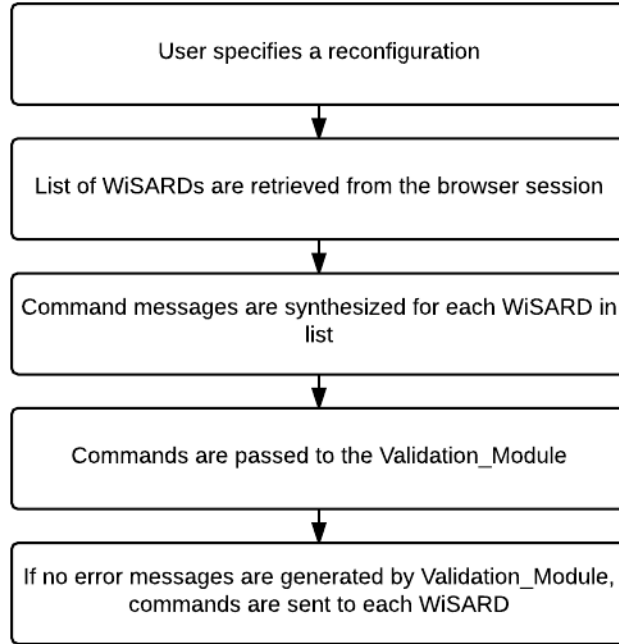 User specifies a reconfiguration
List of WiSARDs are retrieved from the browser session
Command messages are synthesized for each WiSARD in
list
Commands are passed to the Validation_Module
If no error messages are generated by Validation_Module,
commands are sent to each WiSARD